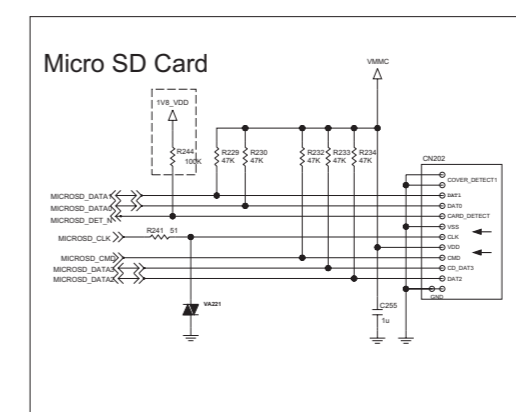 Micro SD Card
VMMC
1V8_VDD
R244
100K
R229
47K
R230
47K
R232
47K
R233
47K
R234
47K
CN202
COVER_DETECT1
MICROSD_DATA1
DAT1
MICROSD_DATA0
DAT0
MICROSD_DET_N
CARD_DETECT
VSS
R241 51
MICROSD_CLK
CLK
VDD
MICROSD_CMD
CMD
MICROSD_DATA3
CD_DAT3
MICROSD_DATA2
DAT2
GND
VA221
C255
1u